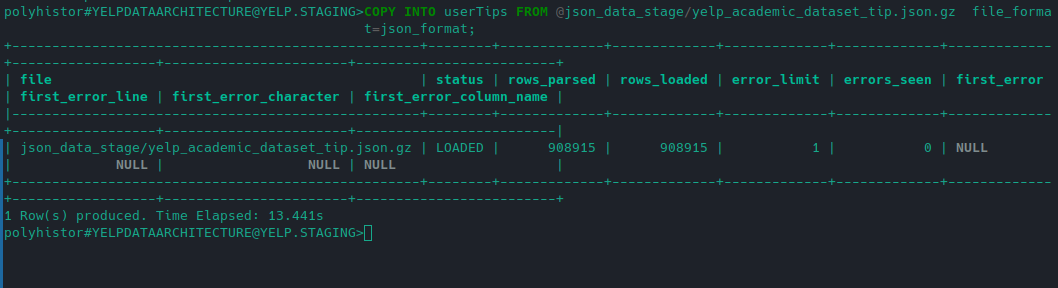 polyhistor#YELPDATAARCHITECTURE@YELP.STAGING>COPY INTO userTips FROM @json_data_stage/yelp_academic_dataset_tip.json.gz  file_forma
t=json_format;
+---------------------------------------------------+--------+-------------+-------------+-------------+-------------+-------------
+------------------+-----------------------+-------------------------+
| file                                              | status | rows_parsed | rows_loaded | error_limit | errors_seen | first_error
| first_error_line | first_error_character | first_error_column_name |
|---------------------------------------------------+--------+-------------+-------------+-------------+-------------+-------------
+------------------+-----------------------+-------------------------|
| json_data_stage/yelp_academic_dataset_tip.json.gz | LOADED |      908915 |      908915 |           1 |           0 | NULL
|             NULL |                  NULL | NULL                    |
+---------------------------------------------------+--------+-------------+-------------+-------------+-------------+-------------
+------------------+-----------------------+-------------------------+
1 Row(s) produced. Time Elapsed: 13.441s
polyhistor#YELPDATAARCHITECTURE@YELP.STAGING>